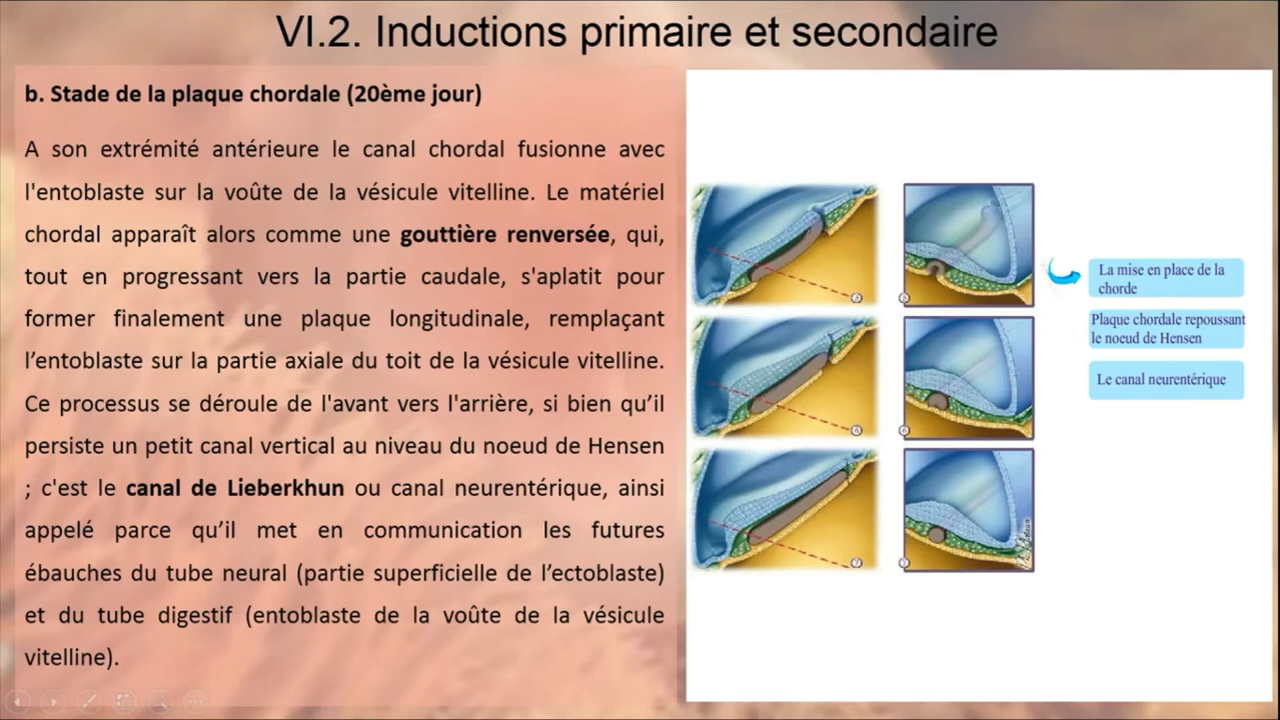 VI.2. Inductions primaire et secondaire
b. Stade de la plaque chordale (20ème jour)
A son extrémité antérieure le canal chordal fusionne avec
l'entoblaste sur la voûte de la vésicule vitelline. Le matériel
chordal apparaît alors comme une gouttière renversée, qui,
tout en progressant vers la partie caudale, s'aplatit pour
former finalement une plaque longitudinale, remplaçant
l’entoblaste sur la partie axiale du toit de la vésicule vitelline.
Ce processus se déroule de l'avant vers l'arrière, si bien qu’il
persiste un petit canal vertical au niveau du noeud de Hensen
; c'est le canal de Lieberkhun ou canal neurentérique, ainsi
appelé parce qu’il met en communication les futures
ébauches du tube neural (partie superficielle de l’ectoblaste)
et du tube digestif (entoblaste de la voûte de la vésicule
vitelline).
5
5
6
6
7
La mise en place de la
chorde
Plaque chordale repoussant
le noeud de Hensen
Le canal neurentérique